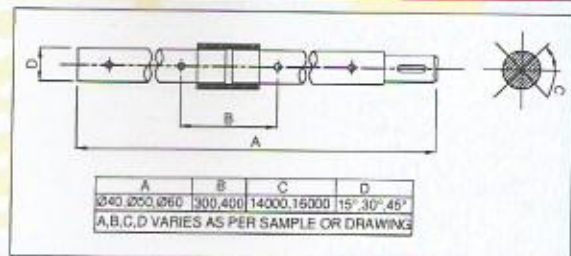 D
B
A
C
A B C D
Ø40,Ø50,Ø60 300,400 14000,16000 15°,30°,45°
A,B,C,D VARIES AS PER SAMPLE OR DRAWING